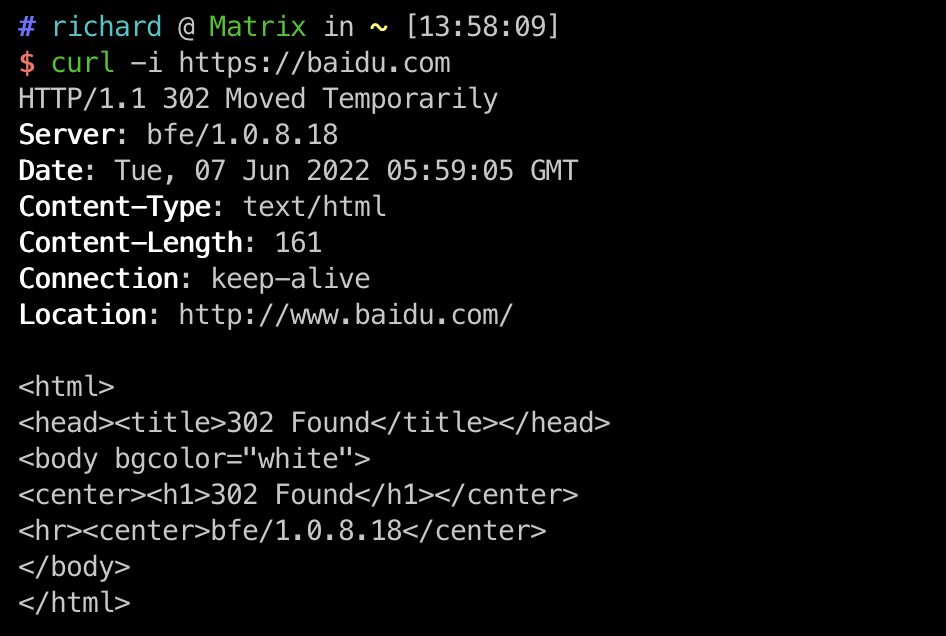 # richard @ Matrix in ~ [13:58:09]
$ curl -i https://baidu.com
HTTP/1.1 302 Moved Temporarily
Server: bfe/1.0.8.18
Date: Tue, 07 Jun 2022 05:59:05 GMT
Content-Type: text/html
Content-Length: 161
Connection: keep-alive
Location: http://www.baidu.com/

<html>
<head><title>302 Found</title></head>
<body bgcolor="white">
<center><h1>302 Found</h1></center>
<hr><center>bfe/1.0.8.18</center>
</body>
</html>